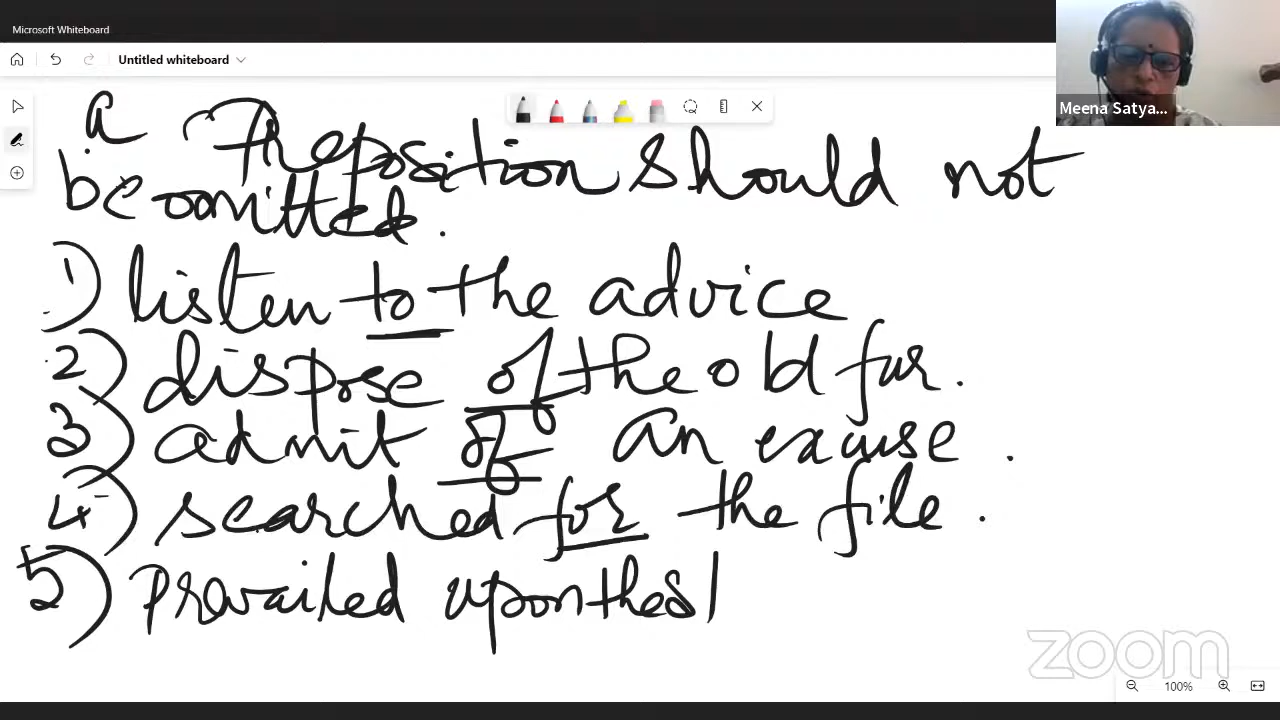 Microsoft Whiteboard
Untitled whiteboard
Meena Satya...
a Preposition should not
be omitted.
1) listen to the advice
2) dispose of the old fur.
3) admit of an excuse.
4) searched for the file.
5) prevailed upon the
zoom
100%